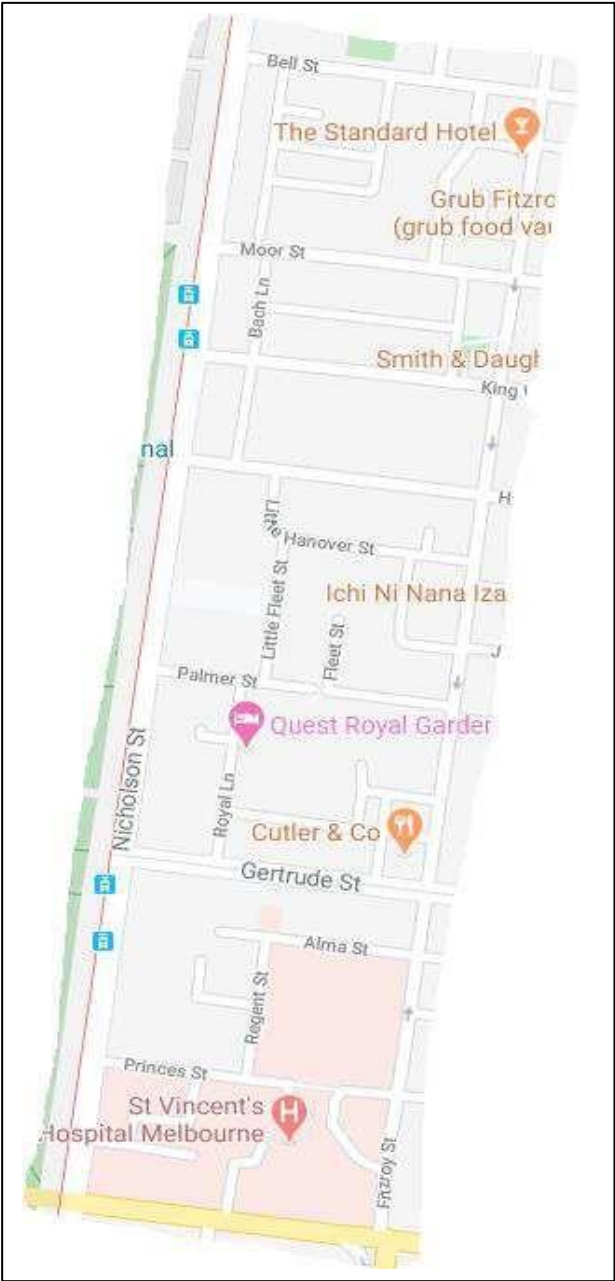 Bell St
The Standard Hotel
Grub Fitzro
(grub food va
Moor St
Bach Ln
Smith & Daugh
King
nal
H
Little Hanover St
Little Fleet St
Ichi Ni Nana Iza
Fleet St
J
Palmer St
Quest Royal Garder
Nicholson St
Royal Ln
Cutler & Co
Gertrude St
Alma St
Regent St
Princes St
St Vincent's
Hospital Melbourne
H
Fitzroy St